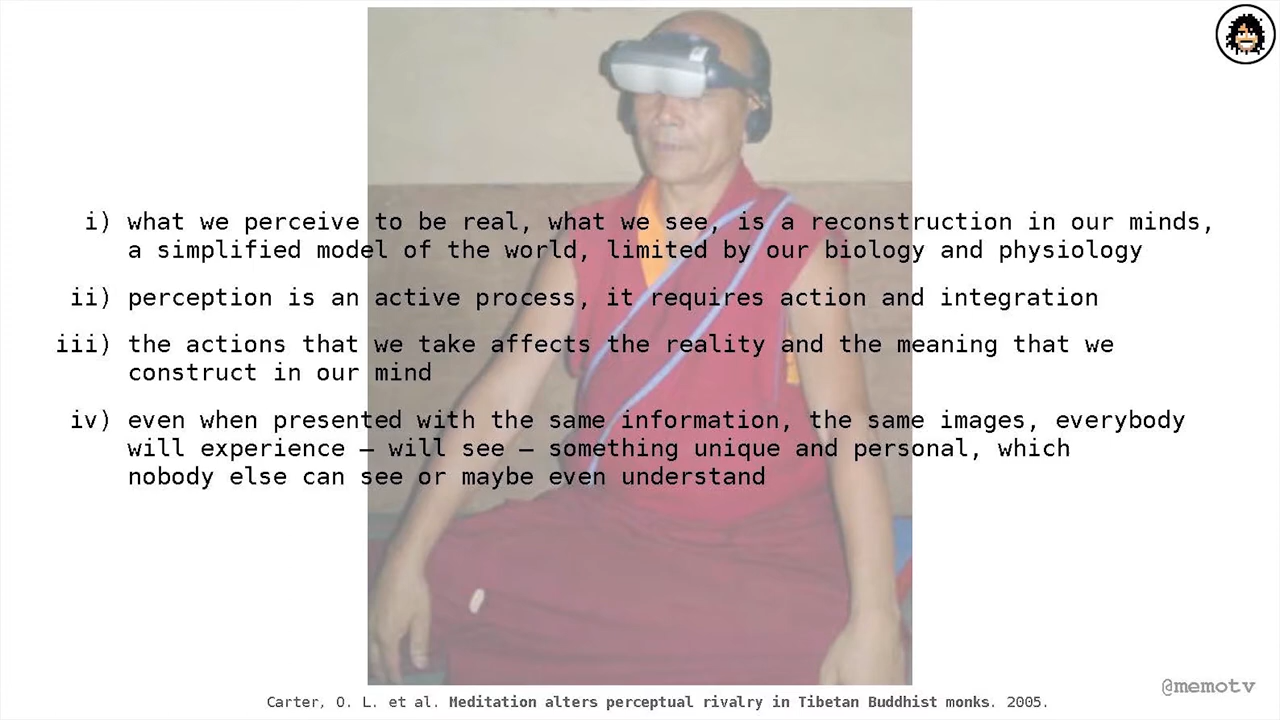 i) what we perceive to be real, what we see, is a reconstruction in our minds,
a simplified model of the world, limited by our biology and physiology
ii) perception is an active process, it requires action and integration
iii) the actions that we take affects the reality and the meaning that we
construct in our mind
iv) even when presented with the same information, the same images, everybody
will experience – will see – something unique and personal, which
nobody else can see or maybe even understand
@memotv
Carter, O. L. et al. Meditation alters perceptual rivalry in Tibetan Buddhist monks. 2005.